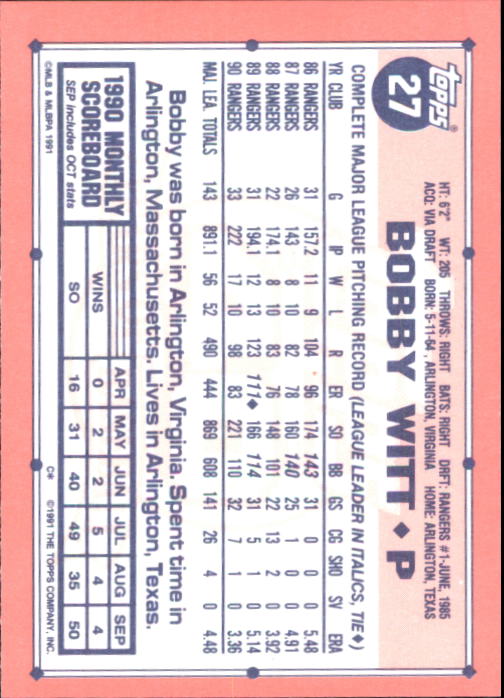 Topps®
27
HT: 6'2" WT: 205 THROWS: RIGHT BATS: RIGHT DRFT: RANGERS #1-JUNE, 1985
ACQ: VIA DRAFT BORN: 5-11-64, ARLINGTON, VIRGINIA HOME: ARLINGTON, TEXAS
BOBBY WITT ♦ P
COMPLETE MAJOR LEAGUE PITCHING RECORD (LEAGUE LEADER IN ITALICS, TIE♦)
YR CLUB G IP W L R ER SO BB GS CG SHO SV ERA
86 RANGERS 31 157.2 11 9 104 96 174 143 31 0 0 0 5.48
87 RANGERS 26 143 8 10 82 78 160 140 25 1 0 0 4.91
88 RANGERS 22 174.1 8 10 83 76 148 101 22 13 2 0 3.92
89 RANGERS 31 194.1 12 13 123 111♦ 166 114 31 5 1 0 5.14
90 RANGERS 33 222 17 10 98 83 221 110 32 7 1 0 3.36
MAJ. LEA. TOTALS 143 891.1 56 52 490 444 869 608 141 26 4 0 4.48
Bobby was born in Arlington, Virginia. Spent time in
Arlington, Massachusetts. Lives in Arlington, Texas.
1990 MONTHLY
SCOREBOARD
SEP includes OCT stats
APR MAY JUN JUL AUG SEP
WINS 0 2 2 5 4 4
SO 16 31 40 49 35 50
©MLB & MLBPA 1991
C* ©1991 THE TOPPS COMPANY, INC.